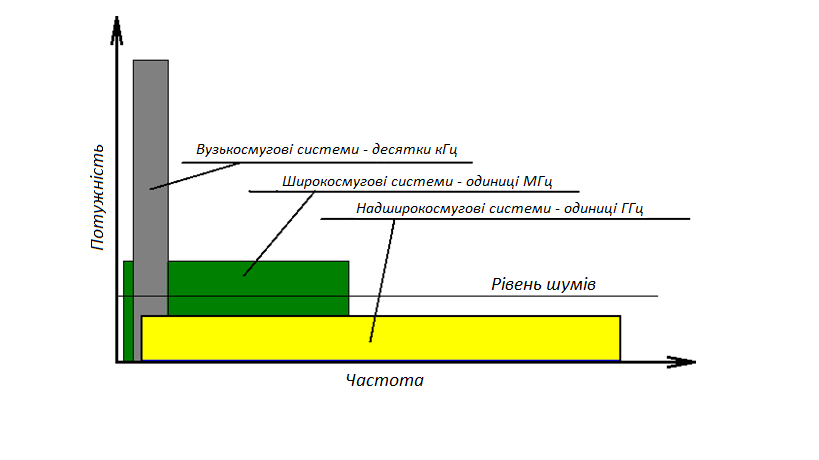 Вузькосмугові системи - десятки кГц
Широкосмугові системи - одиниці МГц
Надширокосмугові системи - одиниці ГГц
Потужність
Рівень шумів
Частота